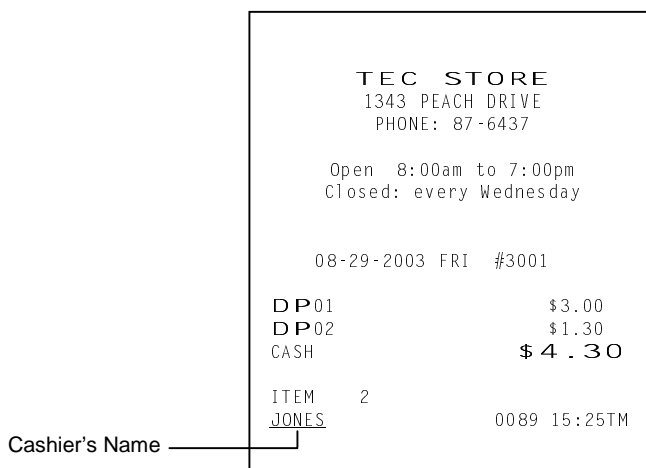 TEC STORE
1343 PEACH DRIVE
PHONE: 87-6437
Open 8:00am to 7:00pm
Closed: every Wednesday
08-29-2003 FRI #3001
DP01 $3.00
DP02 $1.30
CASH $4.30
ITEM 2
JONES 0089 15:25TM
Cashier's Name